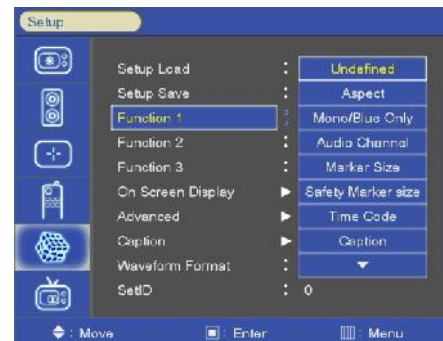 Setup
Setup Load : Undefined
Setup Save : Aspect
Function 1 : Mono/Blue Only
Function 2 : Audio Channel
Function 3 : Marker Size
On Screen Display ▶ Safety Marker size
Advanced ▶ Time Code
Caption ▶ Caption
Waveform Format : ▼
SetID : 0
: Move : Enter : Menu